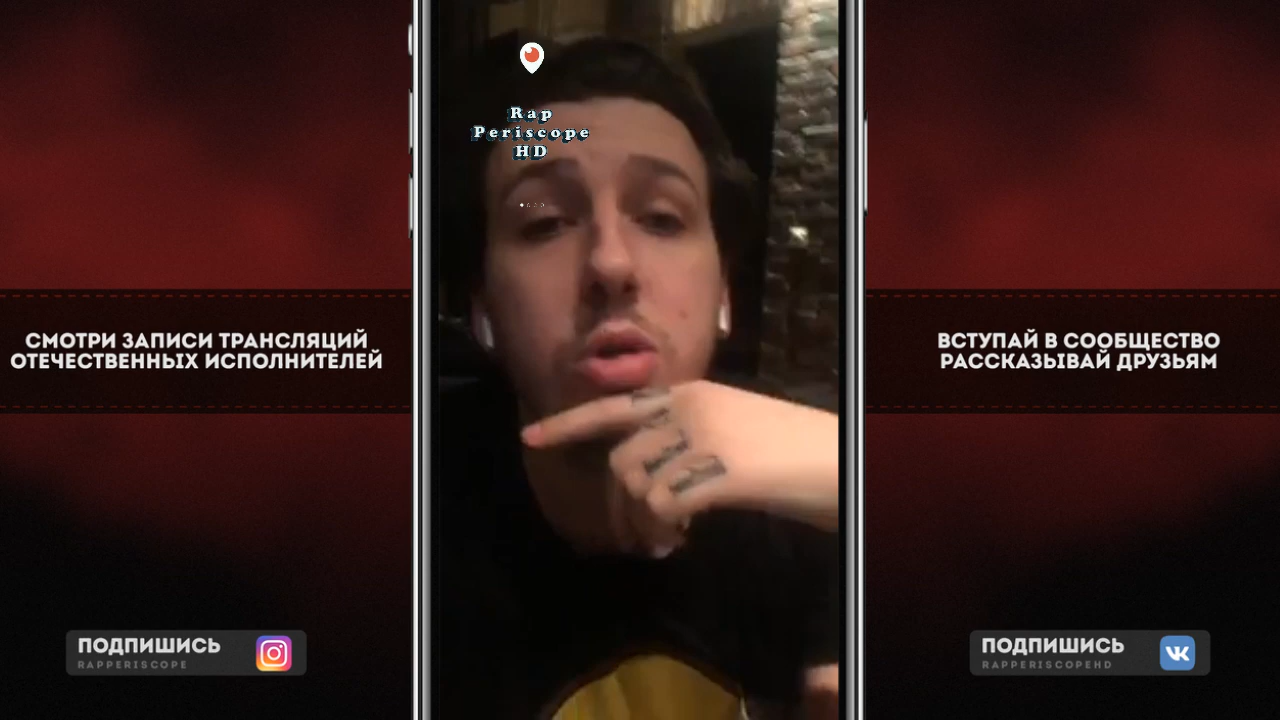 Rap
Periscope
HD
СМОТРИ ЗАПИСИ ТРАНСЛЯЦИЙ
ОТЕЧЕСТВЕННЫХ ИСПОЛНИТЕЛЕЙ
ВСТУПАЙ В СООБЩЕСТВО
РАССКАЗЫВАЙ ДРУЗЬЯМ
ПОДПИШИСЬ
RAPPERISCOPE
ПОДПИШИСЬ
RAPPERISCOPEHD